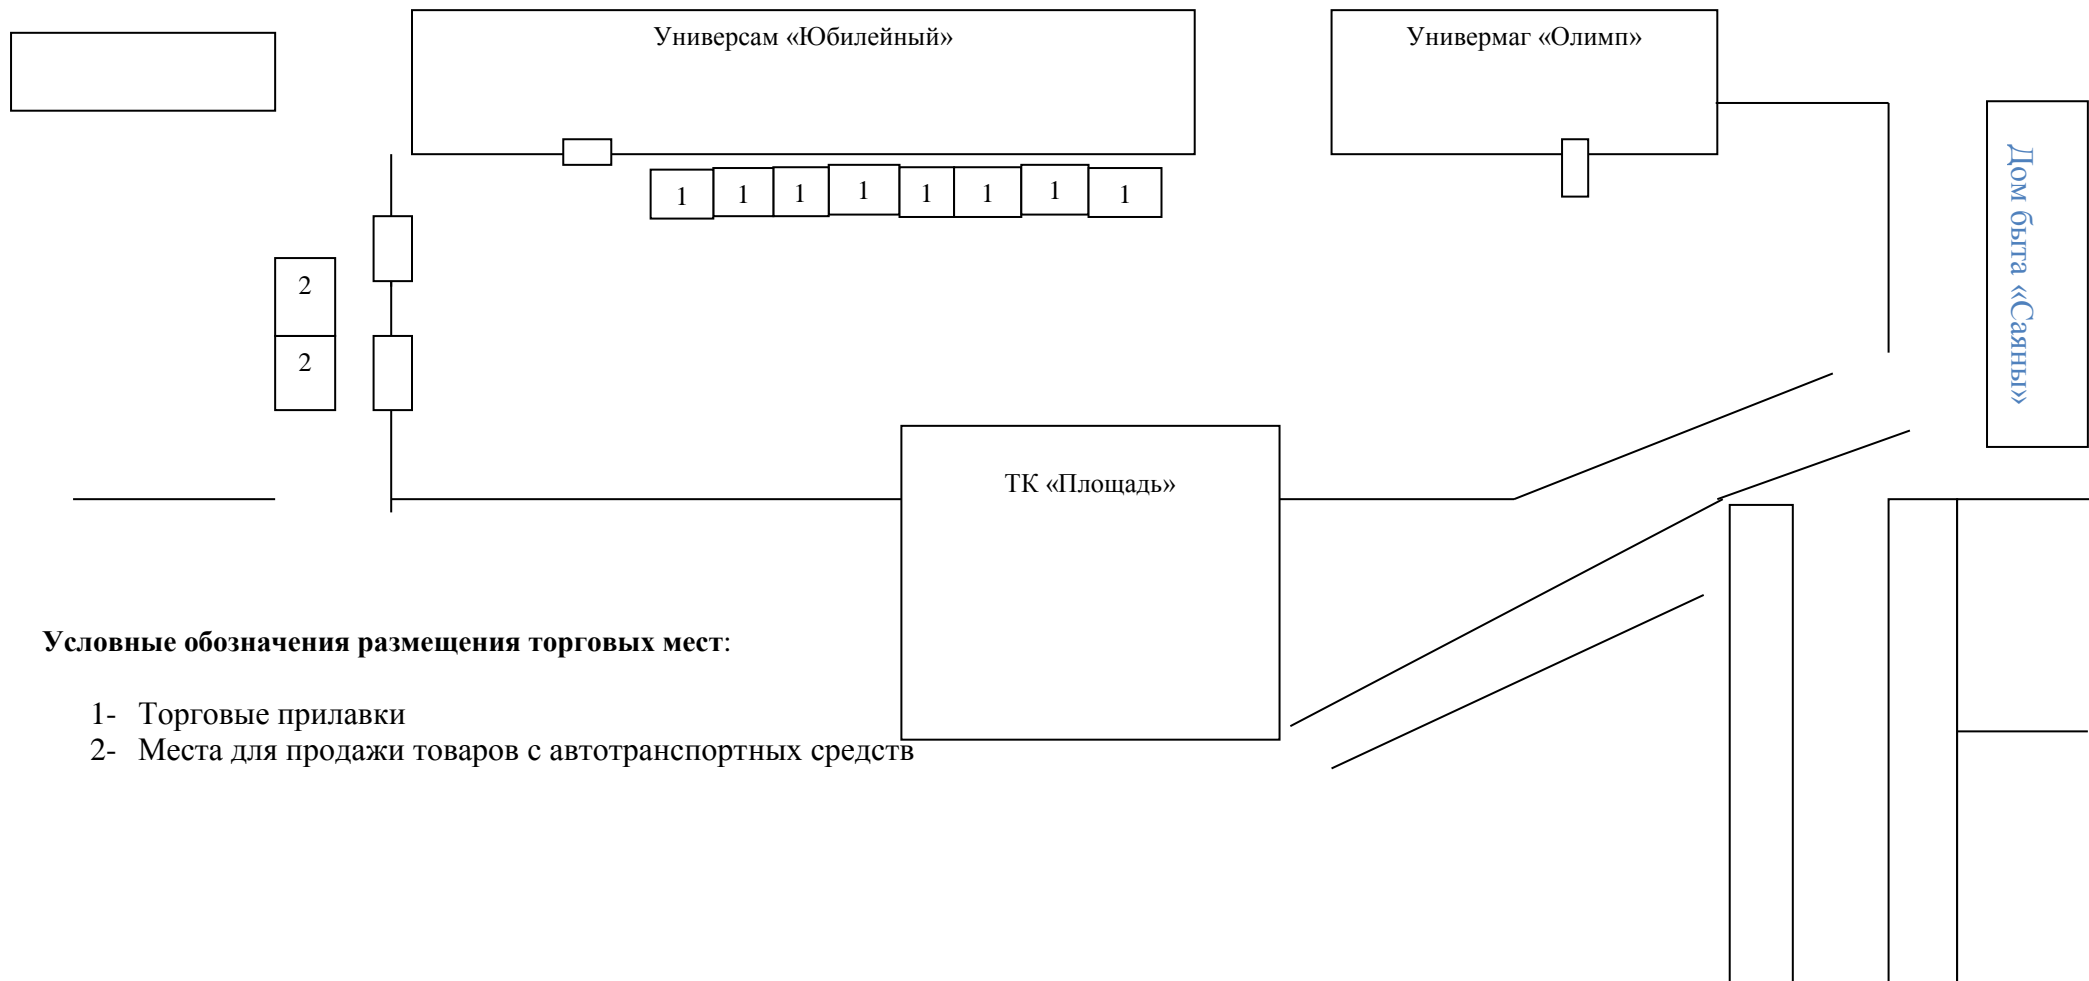 Универсам «Юбилейный»
Универмаг «Олимп»
Дом быта «Саяны»
1 1 1 1 1 1 1 1
2
2
ТК «Площадь»
Условные обозначения размещения торговых мест:
1- Торговые прилавки
2- Места для продажи товаров с автотранспортных средств